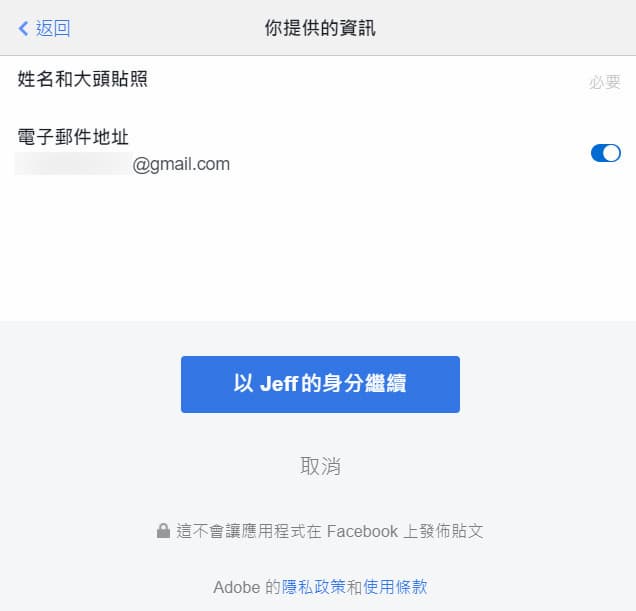 返回
你提供的資訊
姓名和大頭貼照
必要
電子郵件地址
@gmail.com
以 Jeff的身分繼續
取消
這不會讓應用程式在 Facebook 上發佈貼文
Adobe 的隱私政策和使用條款